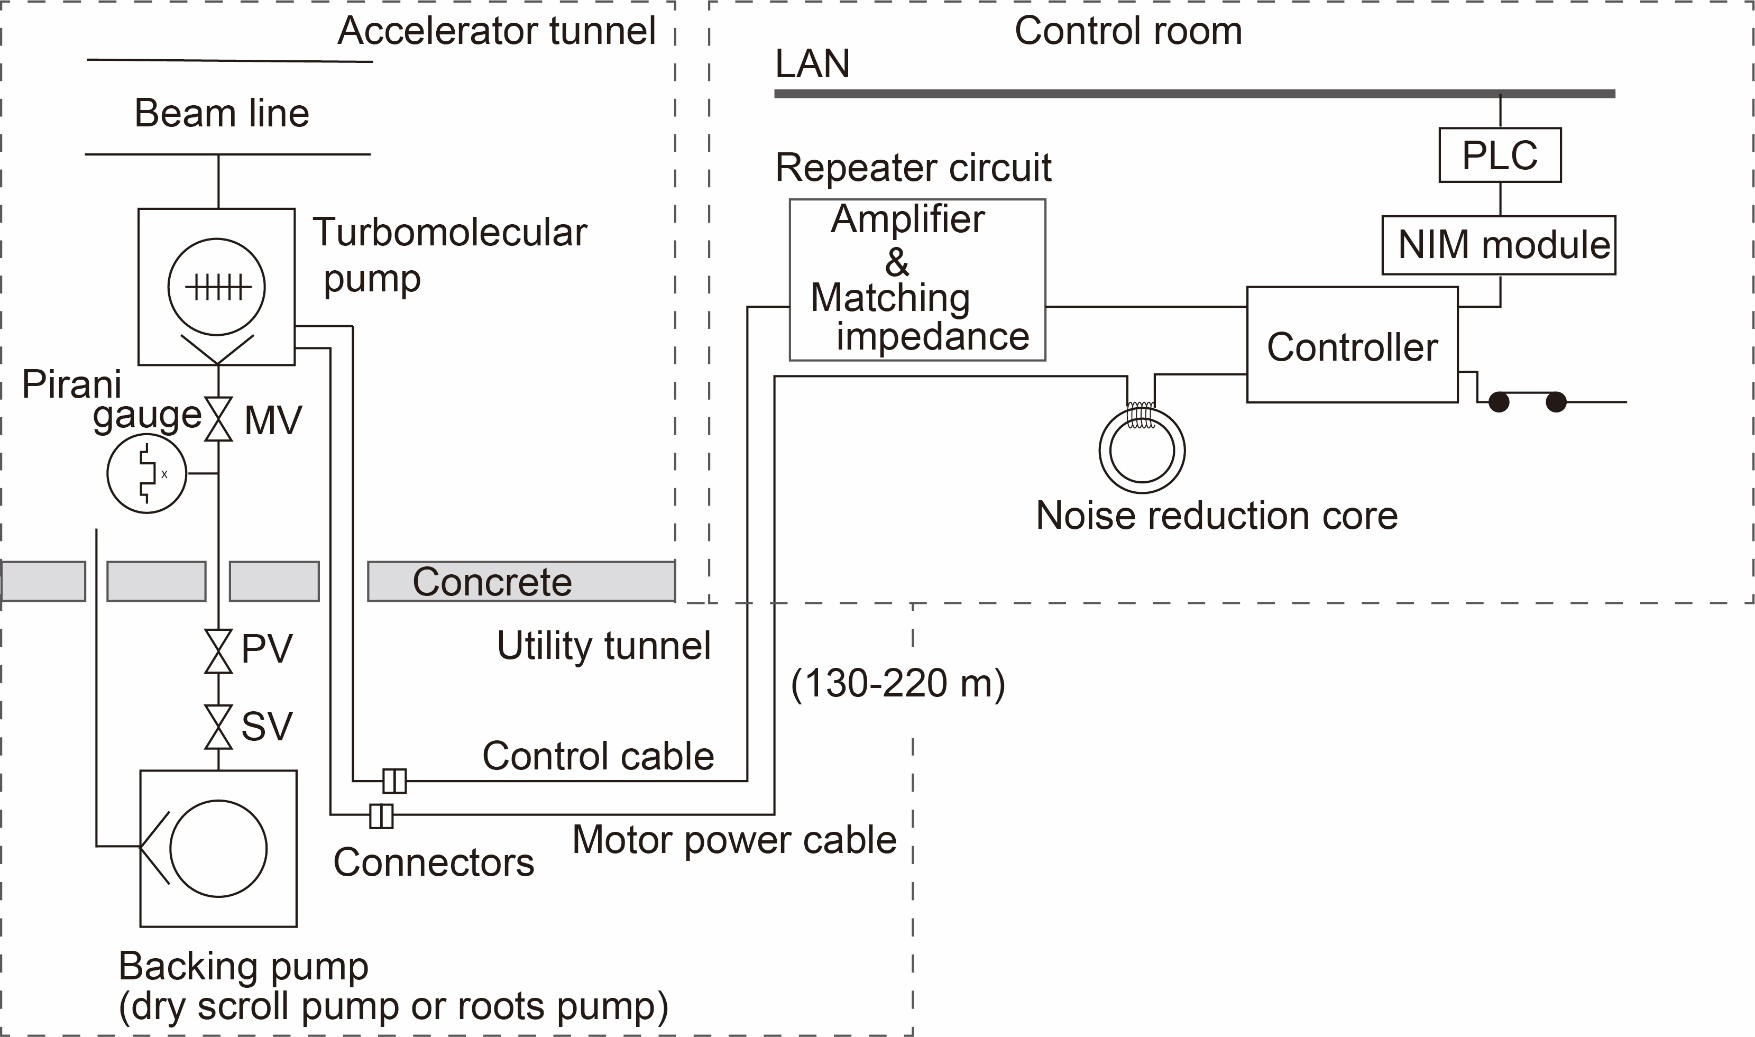 Accelerator tunnel
Beam line
Turbomolecular
pump
Pirani
gauge
MV
x
Concrete
PV
SV
Utility tunnel
(130-220 m)
Control cable
Motor power cable
Connectors
Backing pump
(dry scroll pump or roots pump)
Control room
LAN
PLC
NIM module
Repeater circuit
Amplifier
&
Matching
impedance
Controller
Noise reduction core